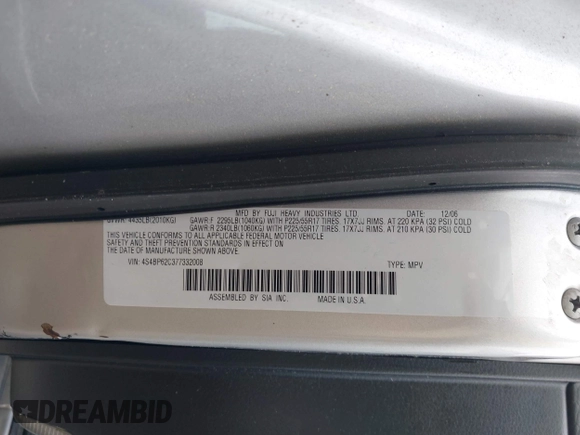 MFD BY FUJI HEAVY INDUSTRIES LTD. DATE: 12/06
GVWR: 4435LB(2010KG) GAWR:F 2295LB(1040KG) WITH P225/55R17 TIRES, 17X7JJ RIMS, AT 220 KPA (32 PSI) COLD
GAWR:R 2340LB(1060KG) WITH P225/55R17 TIRES, 17X7JJ RIMS, AT 210 KPA (30 PSI) COLD
THIS VEHICLE CONFORMS TO ALL APPLICABLE FEDERAL MOTOR VEHICLE
SAFETY AND THEFT PREVENTION STANDARDS IN EFFECT ON
THE DATE OF MANUFACTURE SHOWN ABOVE.
VIN: 4S4BP62C377332008 TYPE: MPV
ASSEMBLED BY SIA INC. MADE IN U.S.A.
DREAMBID